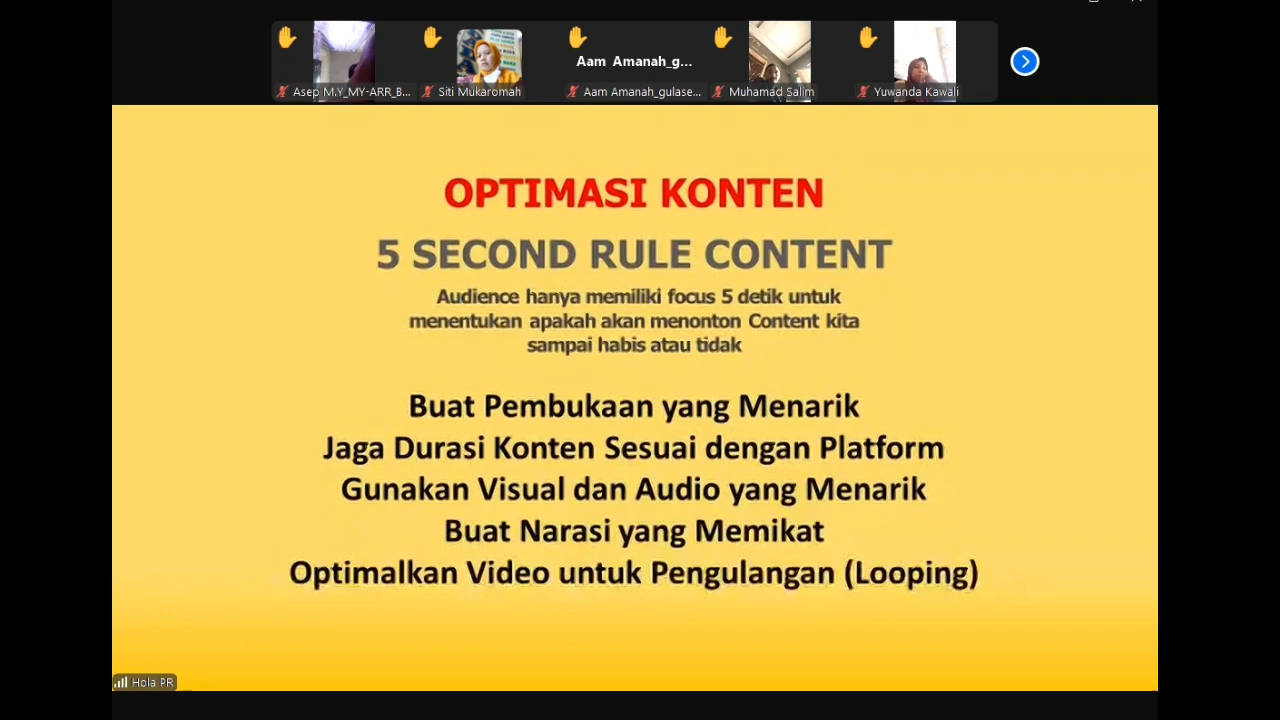 Aam Amanah_g...
Asep M.Y_MY-ARR_B...
Siti Mukaromah
Aam Amanah_gulase...
Muhamad Salim
Yuwanda Kawali
OPTIMASI KONTEN
5 SECOND RULE CONTENT
Audience hanya memiliki focus 5 detik untuk
menentukan apakah akan menonton Content kita
sampai habis atau tidak
Buat Pembukaan yang Menarik
Jaga Durasi Konten Sesuai dengan Platform
Gunakan Visual dan Audio yang Menarik
Buat Narasi yang Memikat
Optimalkan Video untuk Pengulangan (Looping)
Hola PR